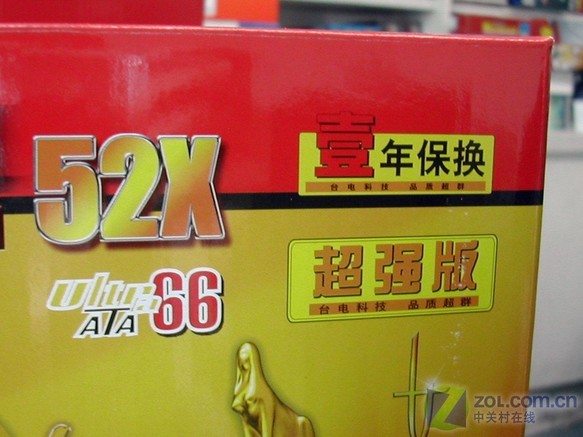 52X
壹年保换
台电科技 品质超群
Ultra 66
ATA
超强版
台电科技 品质超群
ZOL.COM.CN
中关村在线